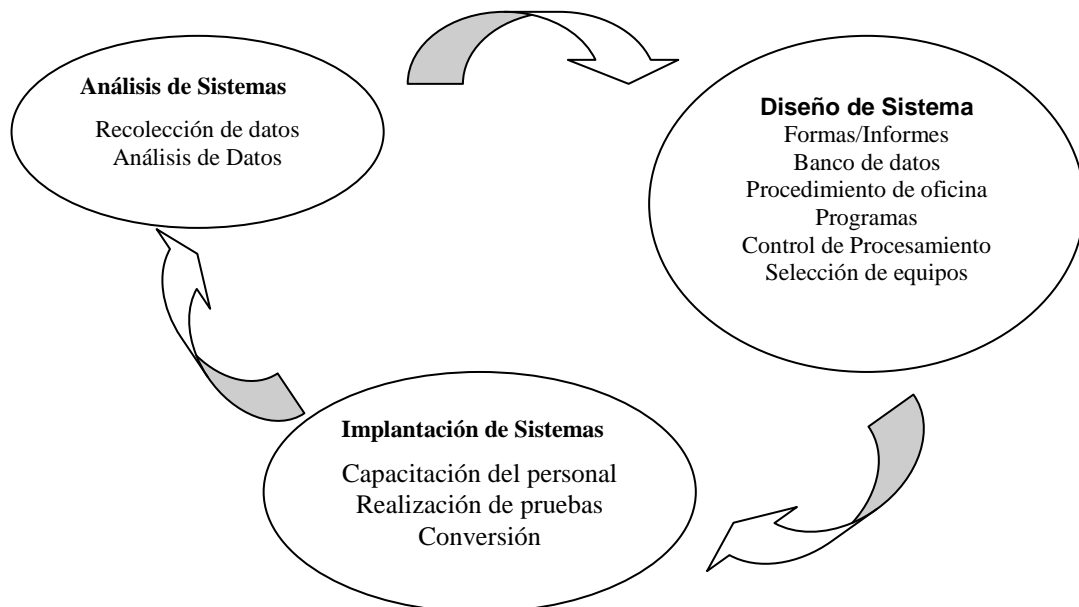 Análisis de Sistemas
Recolección de datos
Análisis de Datos
Diseño de Sistema
Formas/Informes
Banco de datos
Procedimiento de oficina
Programas
Control de Procesamiento
Selección de equipos
Implantación de Sistemas
Capacitación del personal
Realización de pruebas
Conversión